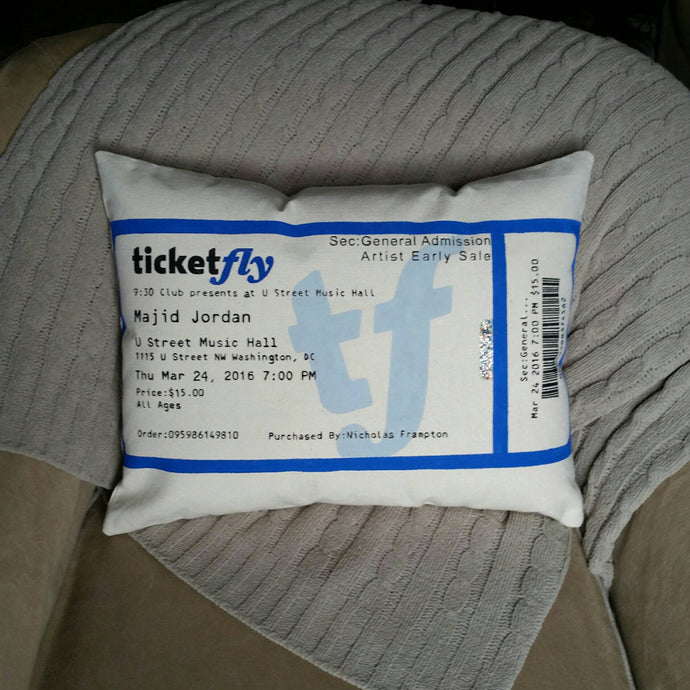 Sec:General Admission
Artist Early Sale
ticketfly
9:30 Club presents at U Street Music Hall
Majid Jordan
U Street Music Hall
1115 U Street NW Washington, DC
Thu Mar 24, 2016 7:00 PM
Price:$15.00
All Ages
Order:095986149810 Purchased By:Nicholas Frampton
tf
Sec:General...
Mar 24 2016 7:00 PM $15.00